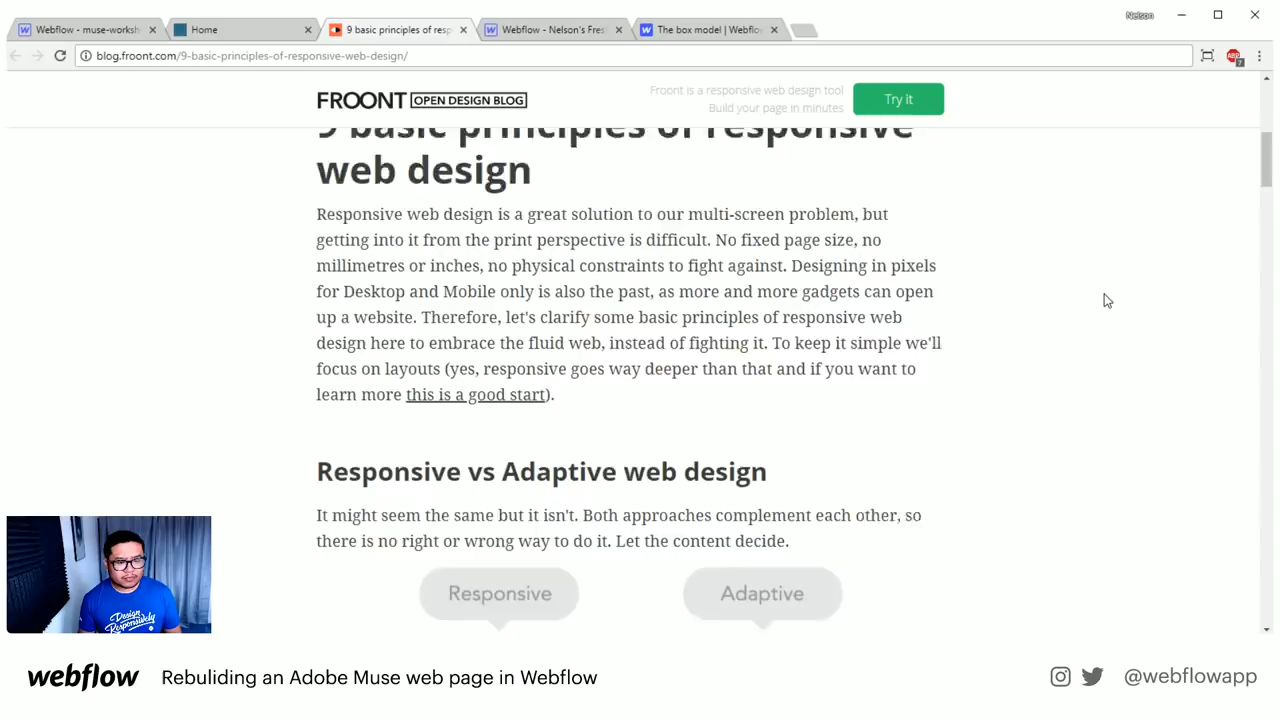 Nelson
Webflow - muse-worksh
Home
9 basic principles of resp
Webflow - Nelson's Fres
The box model | Webflo
blog.froont.com/9-basic-principles-of-responsive-web-design/
ABP
7
FROONT OPEN DESIGN BLOG
Froont is a responsive web design tool
Build your page in minutes
Try it
9 basic principles of responsive
web design
Responsive web design is a great solution to our multi-screen problem, but
getting into it from the print perspective is difficult. No fixed page size, no
millimetres or inches, no physical constraints to fight against. Designing in pixels
for Desktop and Mobile only is also the past, as more and more gadgets can open
up a website. Therefore, let's clarify some basic principles of responsive web
design here to embrace the fluid web, instead of fighting it. To keep it simple we'll
focus on layouts (yes, responsive goes way deeper than that and if you want to
learn more this is a good start).
Responsive vs Adaptive web design
It might seem the same but it isn't. Both approaches complement each other, so
there is no right or wrong way to do it. Let the content decide.
Responsive
Adaptive
Design
Responsively
webflow
Rebuliding an Adobe Muse web page in Webflow
@webflowapp